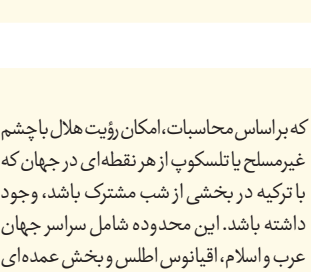 که براساس محاسبات، امکان رؤیت هلال با چشم
غیرمسلح یا تلسکوپ از هر نقطه‌ای در جهان که
با ترکیه در بخشی از شب مشترک باشد، وجود
داشته باشد. این محدوده شامل سراسر جهان
عرب و اسلام، اقیانوس اطلس و بخش عمده‌ای